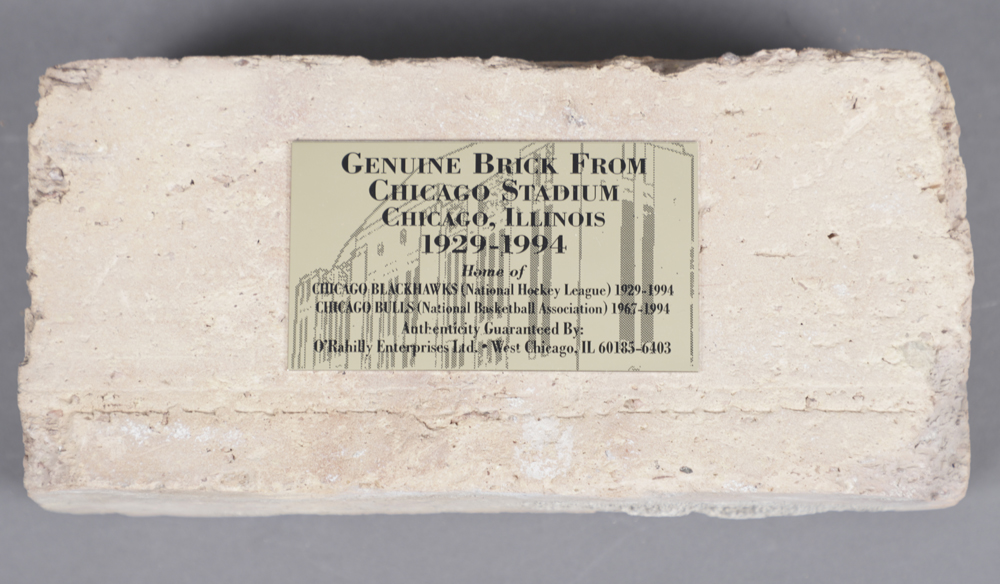 GENUINE BRICK FROM
CHICAGO STADIUM
CHICAGO, ILLINOIS
1929-1994
Home of
CHICAGO BLACKHAWKS (National Hockey League) 1929-1994
CHICAGO BULLS (National Basketball Association) 1967-1994
Authenticity Guaranteed By:
O'Rahilly Enterprises Ltd. • West Chicago, IL 60185-6403